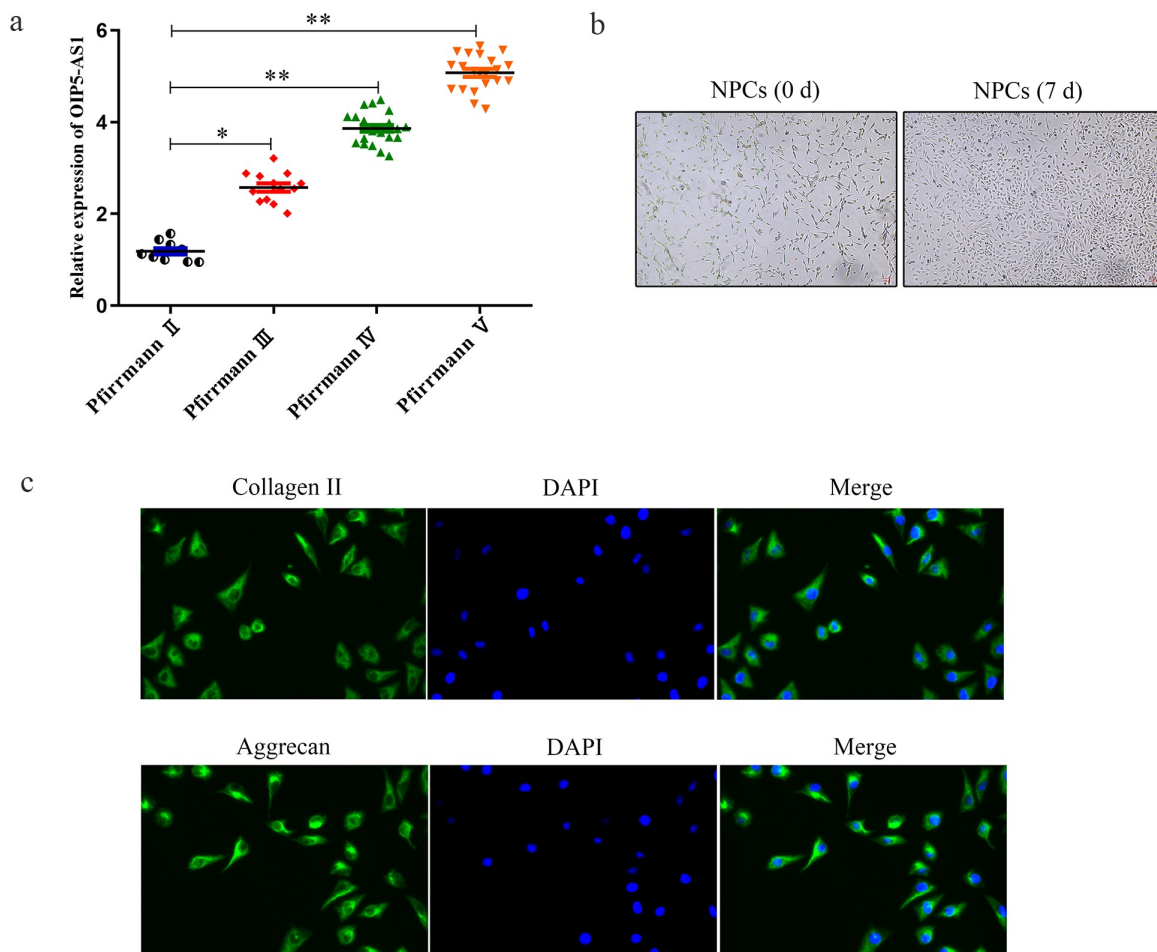 a
Relative expression of OIP5-AS1
6
4
2
0
**
**
*
Pfirrmann Ⅱ
Pfirrmann Ⅲ
Pfirrmann Ⅳ
Pfirrmann Ⅴ
b
NPCs (0 d)
NPCs (7 d)
c
Collagen II
DAPI
Merge
Aggrecan
DAPI
Merge